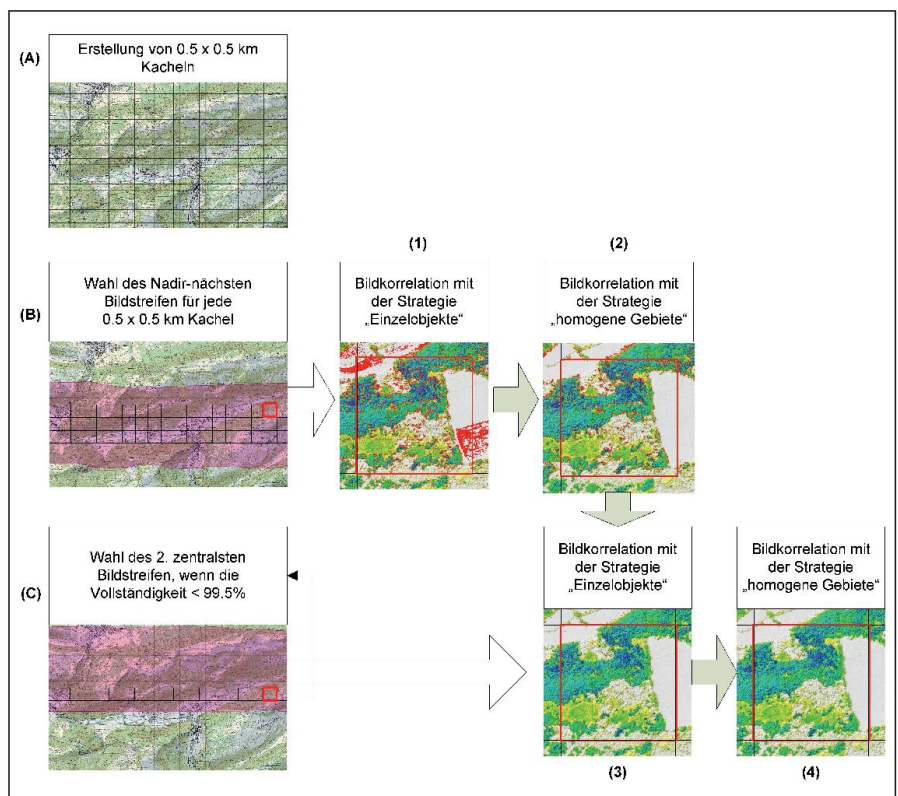 (A)
Erstellung von 0.5 x 0.5 km
Kacheln
(B)
Wahl des Nadir-nächsten
Bildstreifen für jede
0.5 x 0.5 km Kachel
(1)
Bildkorrelation mit
der Strategie
„Einzelobjekte“
(2)
Bildkorrelation mit
der Strategie
„homogene Gebiete“
(C)
Wahl des 2. zentralsten
Bildstreifen, wenn die
Vollständigkeit < 99.5%
Bildkorrelation mit
der Strategie
„Einzelobjekte“
(3)
Bildkorrelation mit
der Strategie
„homogene Gebiete“
(4)